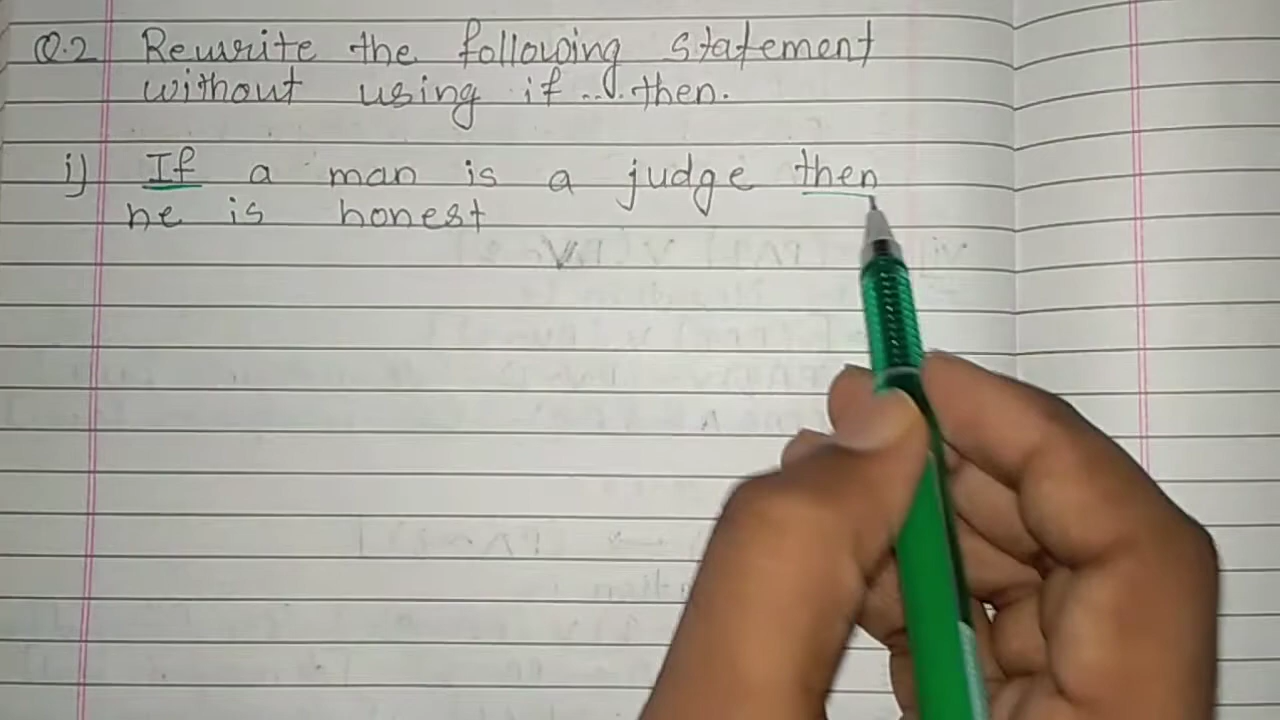 Q.2 Rewrite the following statement
without using if ... then.
i) If a man is a judge then
he is honest